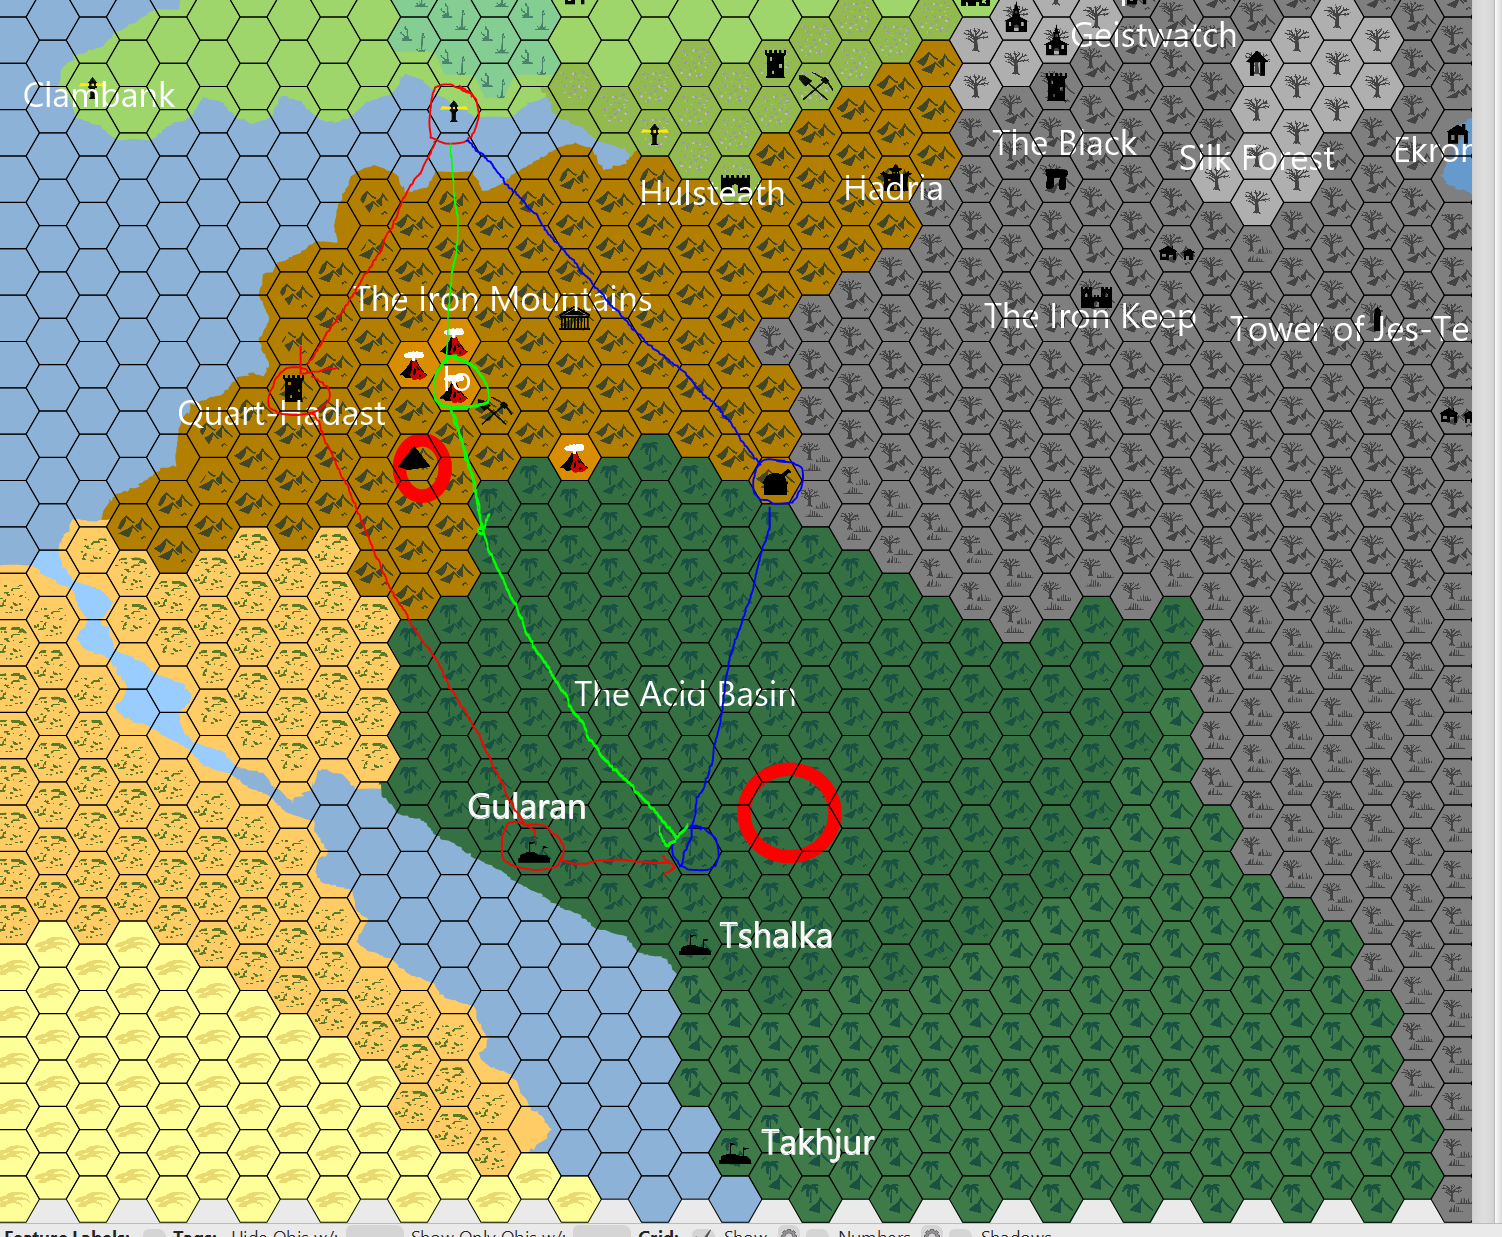 Geistwatch
Clambank
The Black
Silk Forest
Ekron
Hulsteath
Hadria
The Iron Mountains
The Iron Keep
Tower of Jes-Te
Io
Quart-Hadast
The Acid Basin
Gularan
Tshalka
Takhjur
Feature Labels: Tags: Hide Objs w/: Show Only Objs w/: Grid: Show Numbers Shadows